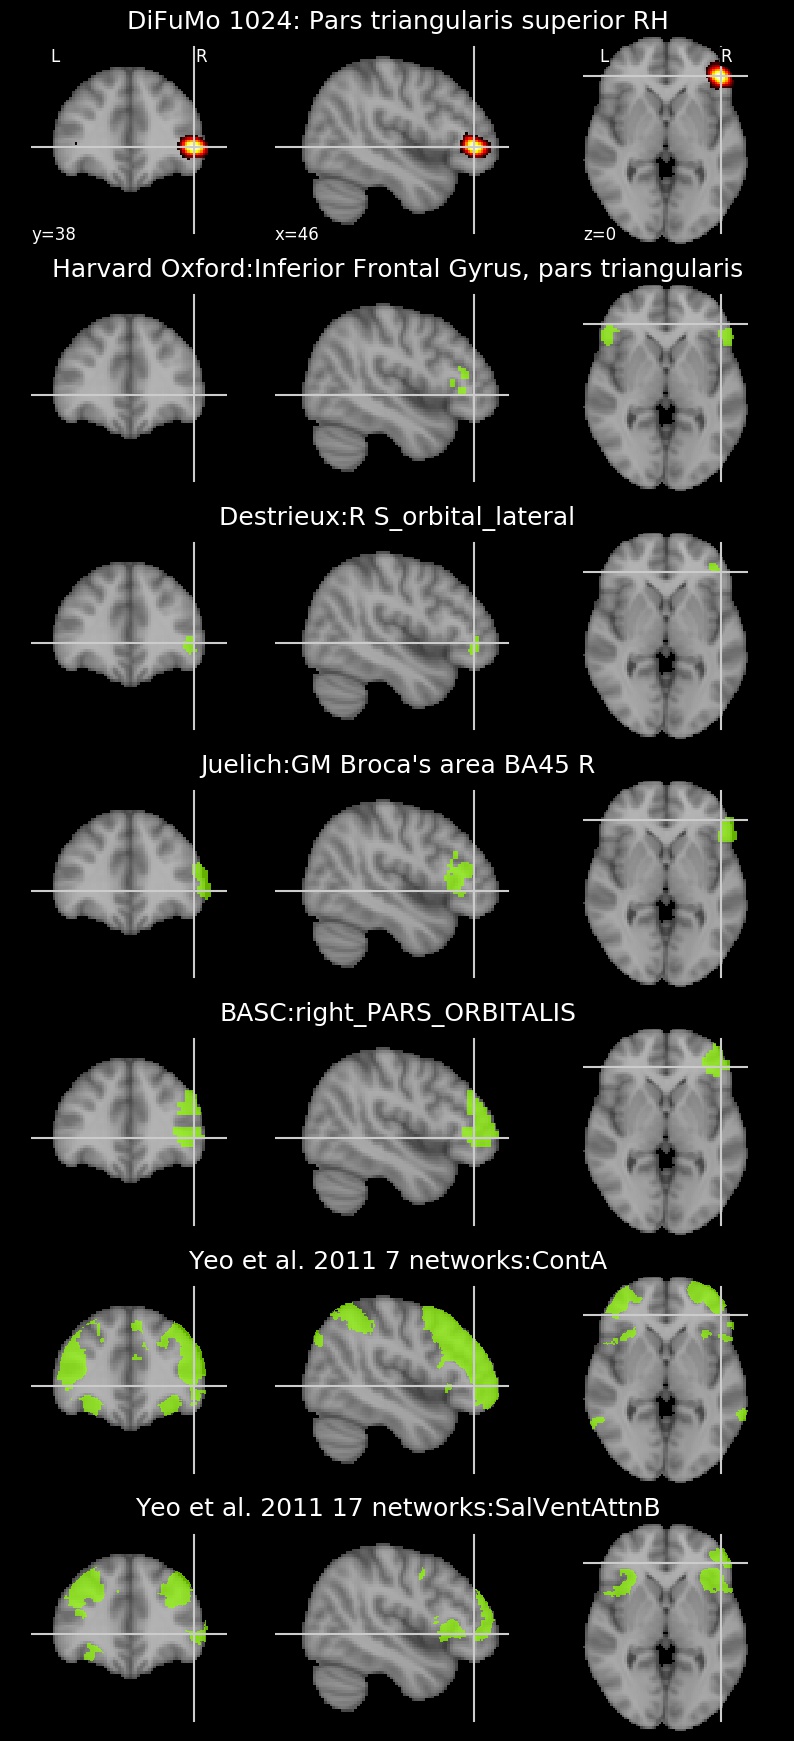 DiFuMo 1024: Pars triangularis superior RH
L R L R
y=38 x=46 z=0
Harvard Oxford:Inferior Frontal Gyrus, pars triangularis
Destrieux:R S_orbital_lateral
Juelich:GM Broca's area BA45 R
BASC:right_PARS_ORBITALIS
Yeo et al. 2011 7 networks:ContA
Yeo et al. 2011 17 networks:SalVentAttnB